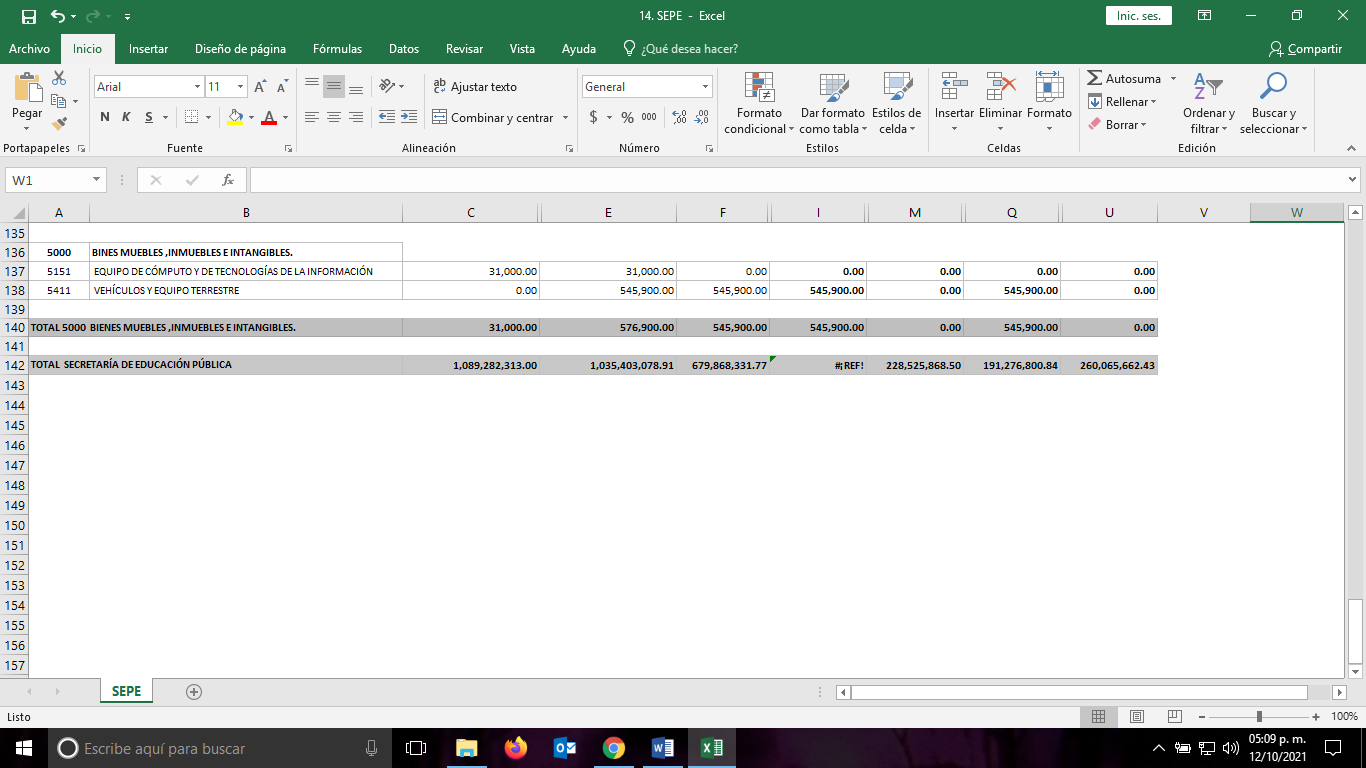 14. SEPE - Excel
Inic. ses.
Archivo Inicio Insertar Diseño de página Fórmulas Datos Revisar Vista Ayuda ¿Qué desea hacer? Compartir
Pegar
Portapapeles
Arial 11
N K S
Fuente
Ajustar texto
Combinar y centrar
Alineación
General
$ % 000
Número
Formato condicional
Dar formato como tabla
Estilos de celda
Estilos
Insertar Eliminar Formato
Celdas
Autosuma
Rellenar
Borrar
Ordenar y filtrar
Buscar y seleccionar
Edición
W1 fx
A B C E F I M Q U V W
135
136 5000 BINES MUEBLES ,INMUEBLES E INTANGIBLES.
137 5151 EQUIPO DE CÓMPUTO Y DE TECNOLOGÍAS DE LA INFORMACIÓN 31,000.00 31,000.00 0.00 0.00 0.00 0.00 0.00
138 5411 VEHÍCULOS Y EQUIPO TERRESTRE 0.00 545,900.00 545,900.00 545,900.00 0.00 545,900.00 0.00
139
140 TOTAL 5000 BIENES MUEBLES ,INMUEBLES E INTANGIBLES. 31,000.00 576,900.00 545,900.00 545,900.00 0.00 545,900.00 0.00
141
142 TOTAL SECRETARÍA DE EDUCACIÓN PÚBLICA 1,089,282,313.00 1,035,403,078.91 679,868,331.77 #¡REF! 228,525,868.50 191,276,800.84 260,065,662.43
143
144
145
146
147
148
149
150
151
152
153
154
155
156
157
SEPE
Listo 100%
Escribe aquí para buscar
05:09 p. m.
12/10/2021